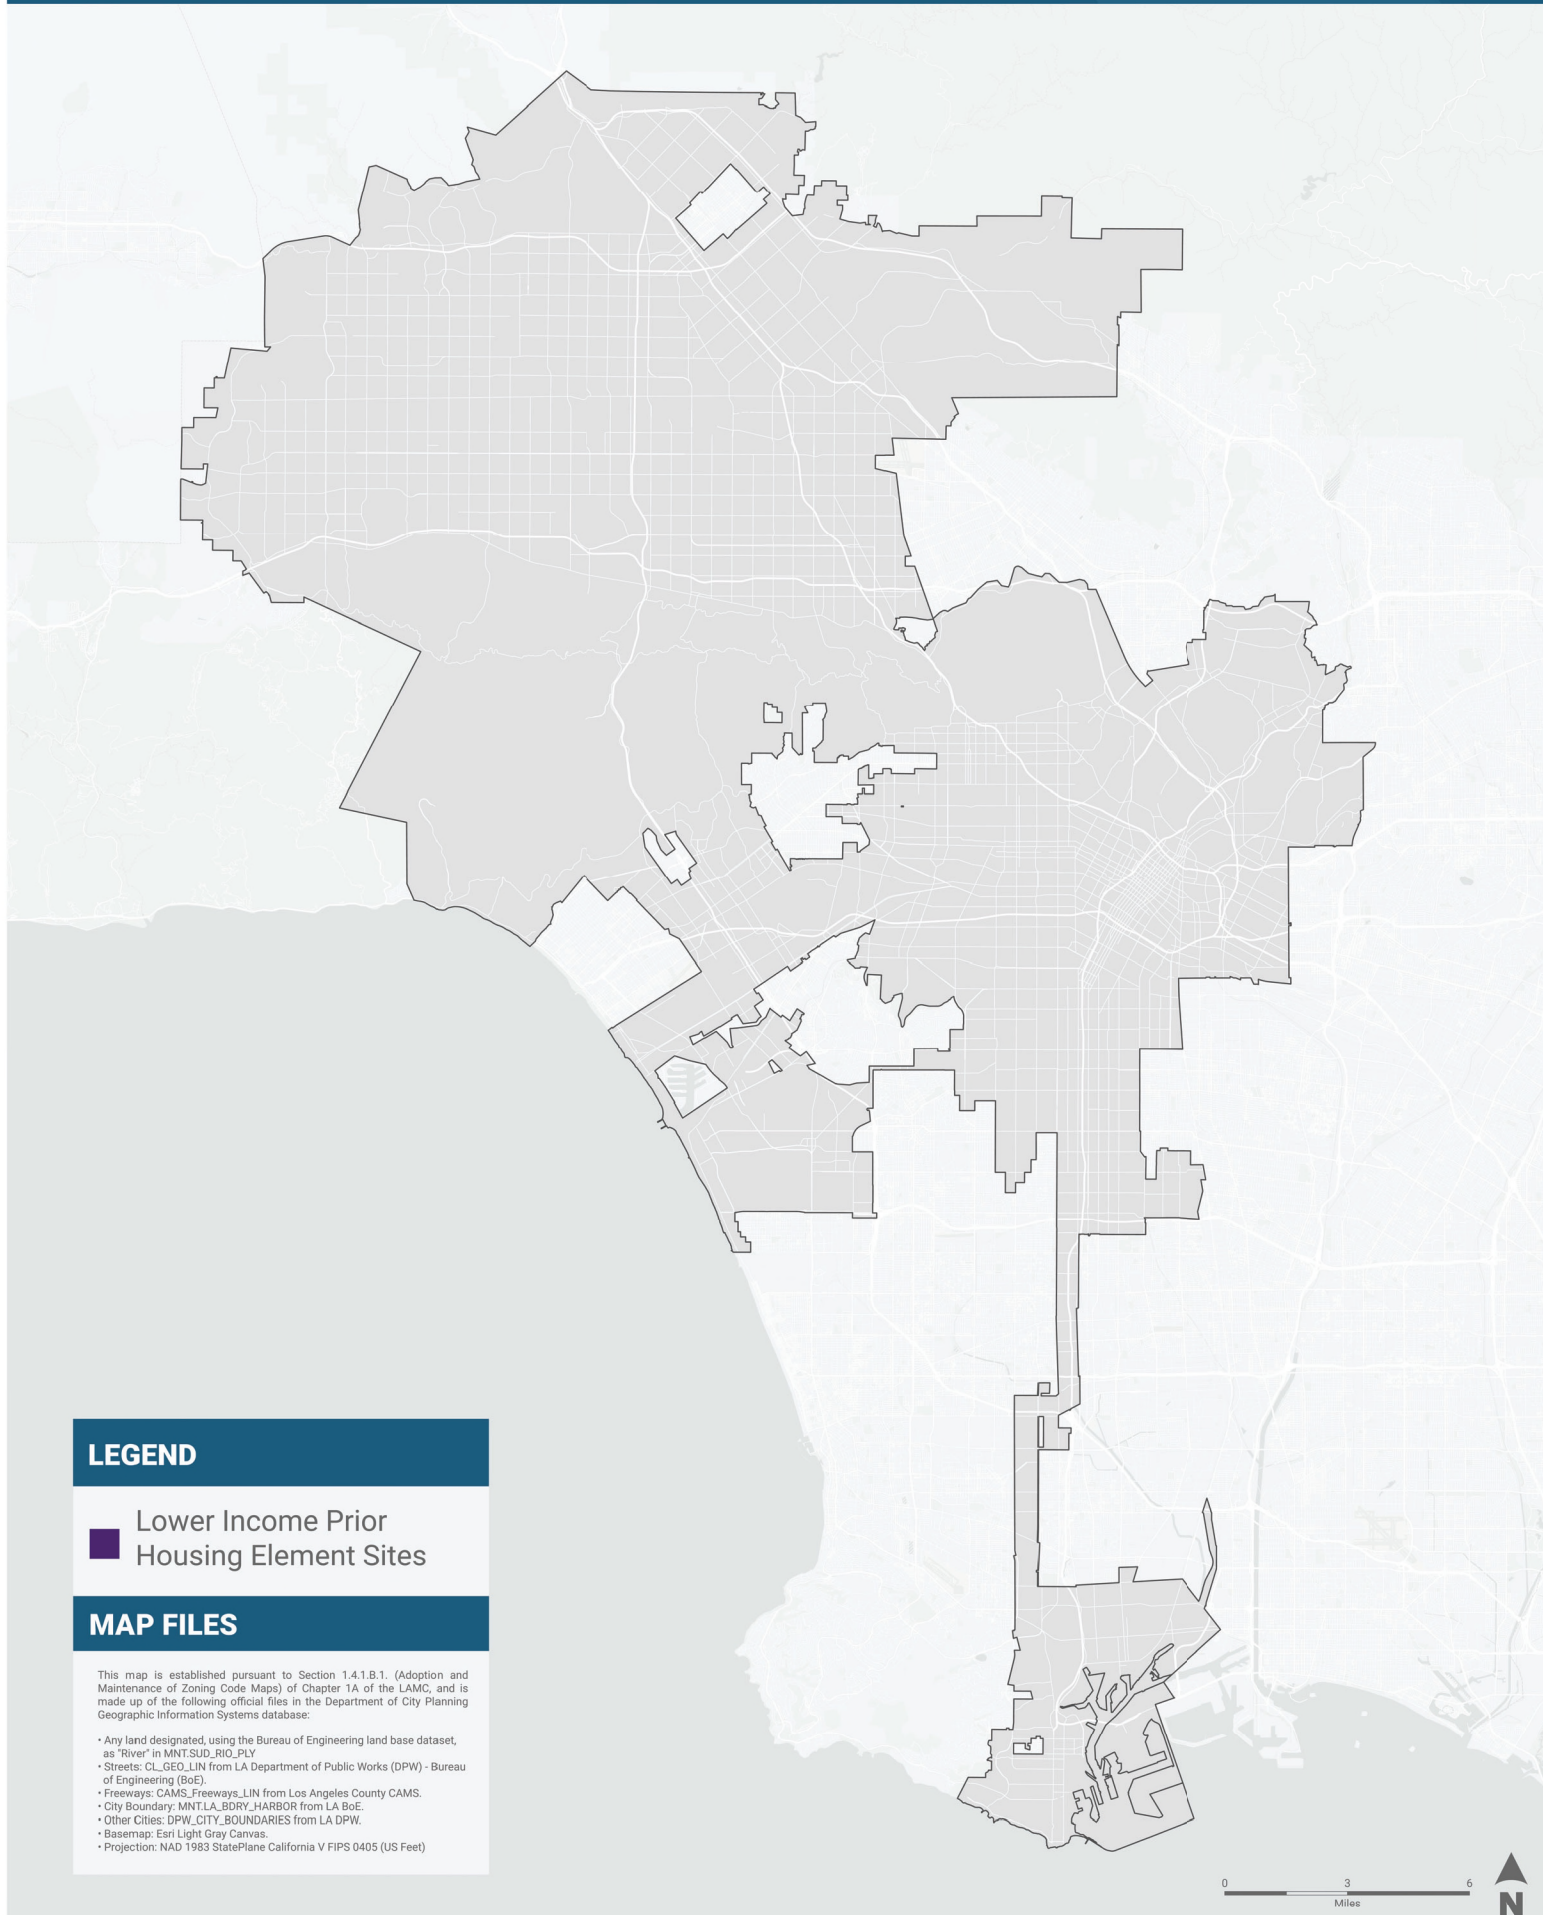 LEGEND
Lower Income Prior
Housing Element Sites
MAP FILES
This map is established pursuant to Section 1.4.1.B.1. (Adoption and
Maintenance of Zoning Code Maps) of Chapter 1A of the LAMC, and is
made up of the following official files in the Department of City Planning
Geographic Information Systems database:
• Any land designated, using the Bureau of Engineering land base dataset,
as "River" in MNT.SUD_RIO_PLY
• Streets: CL_GEO_LIN from LA Department of Public Works (DPW) - Bureau
of Engineering (BoE).
• Freeways: CAMS_Freeways_LIN from Los Angeles County CAMS.
• City Boundary: MNT.LA_BDRY_HARBOR from LA BoE.
• Other Cities: DPW_CITY_BOUNDARIES from LA DPW.
• Basemap: Esri Light Gray Canvas.
• Projection: NAD 1983 StatePlane California V FIPS 0405 (US Feet)
0 3 6
Miles
N